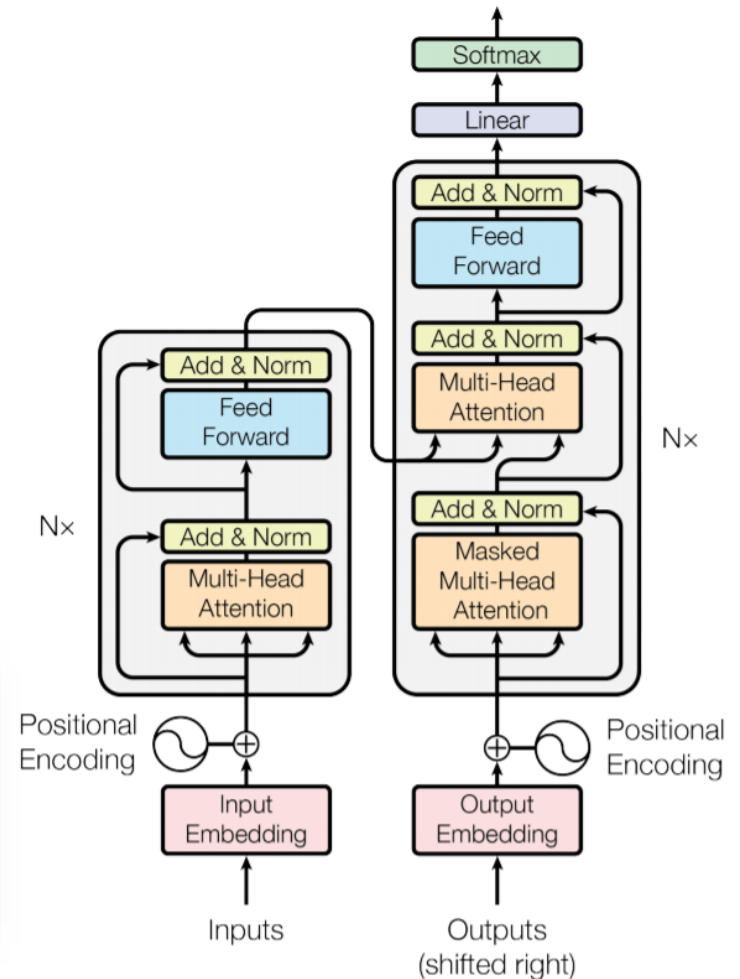 Softmax
Linear
Add & Norm
Feed
Forward
Add & Norm
Multi-Head
Attention
Add & Norm
Masked
Multi-Head
Attention
Nx
Add & Norm
Feed
Forward
Add & Norm
Multi-Head
Attention
Nx
Positional
Encoding
Positional
Encoding
Input
Embedding
Output
Embedding
Inputs
Outputs
(shifted right)